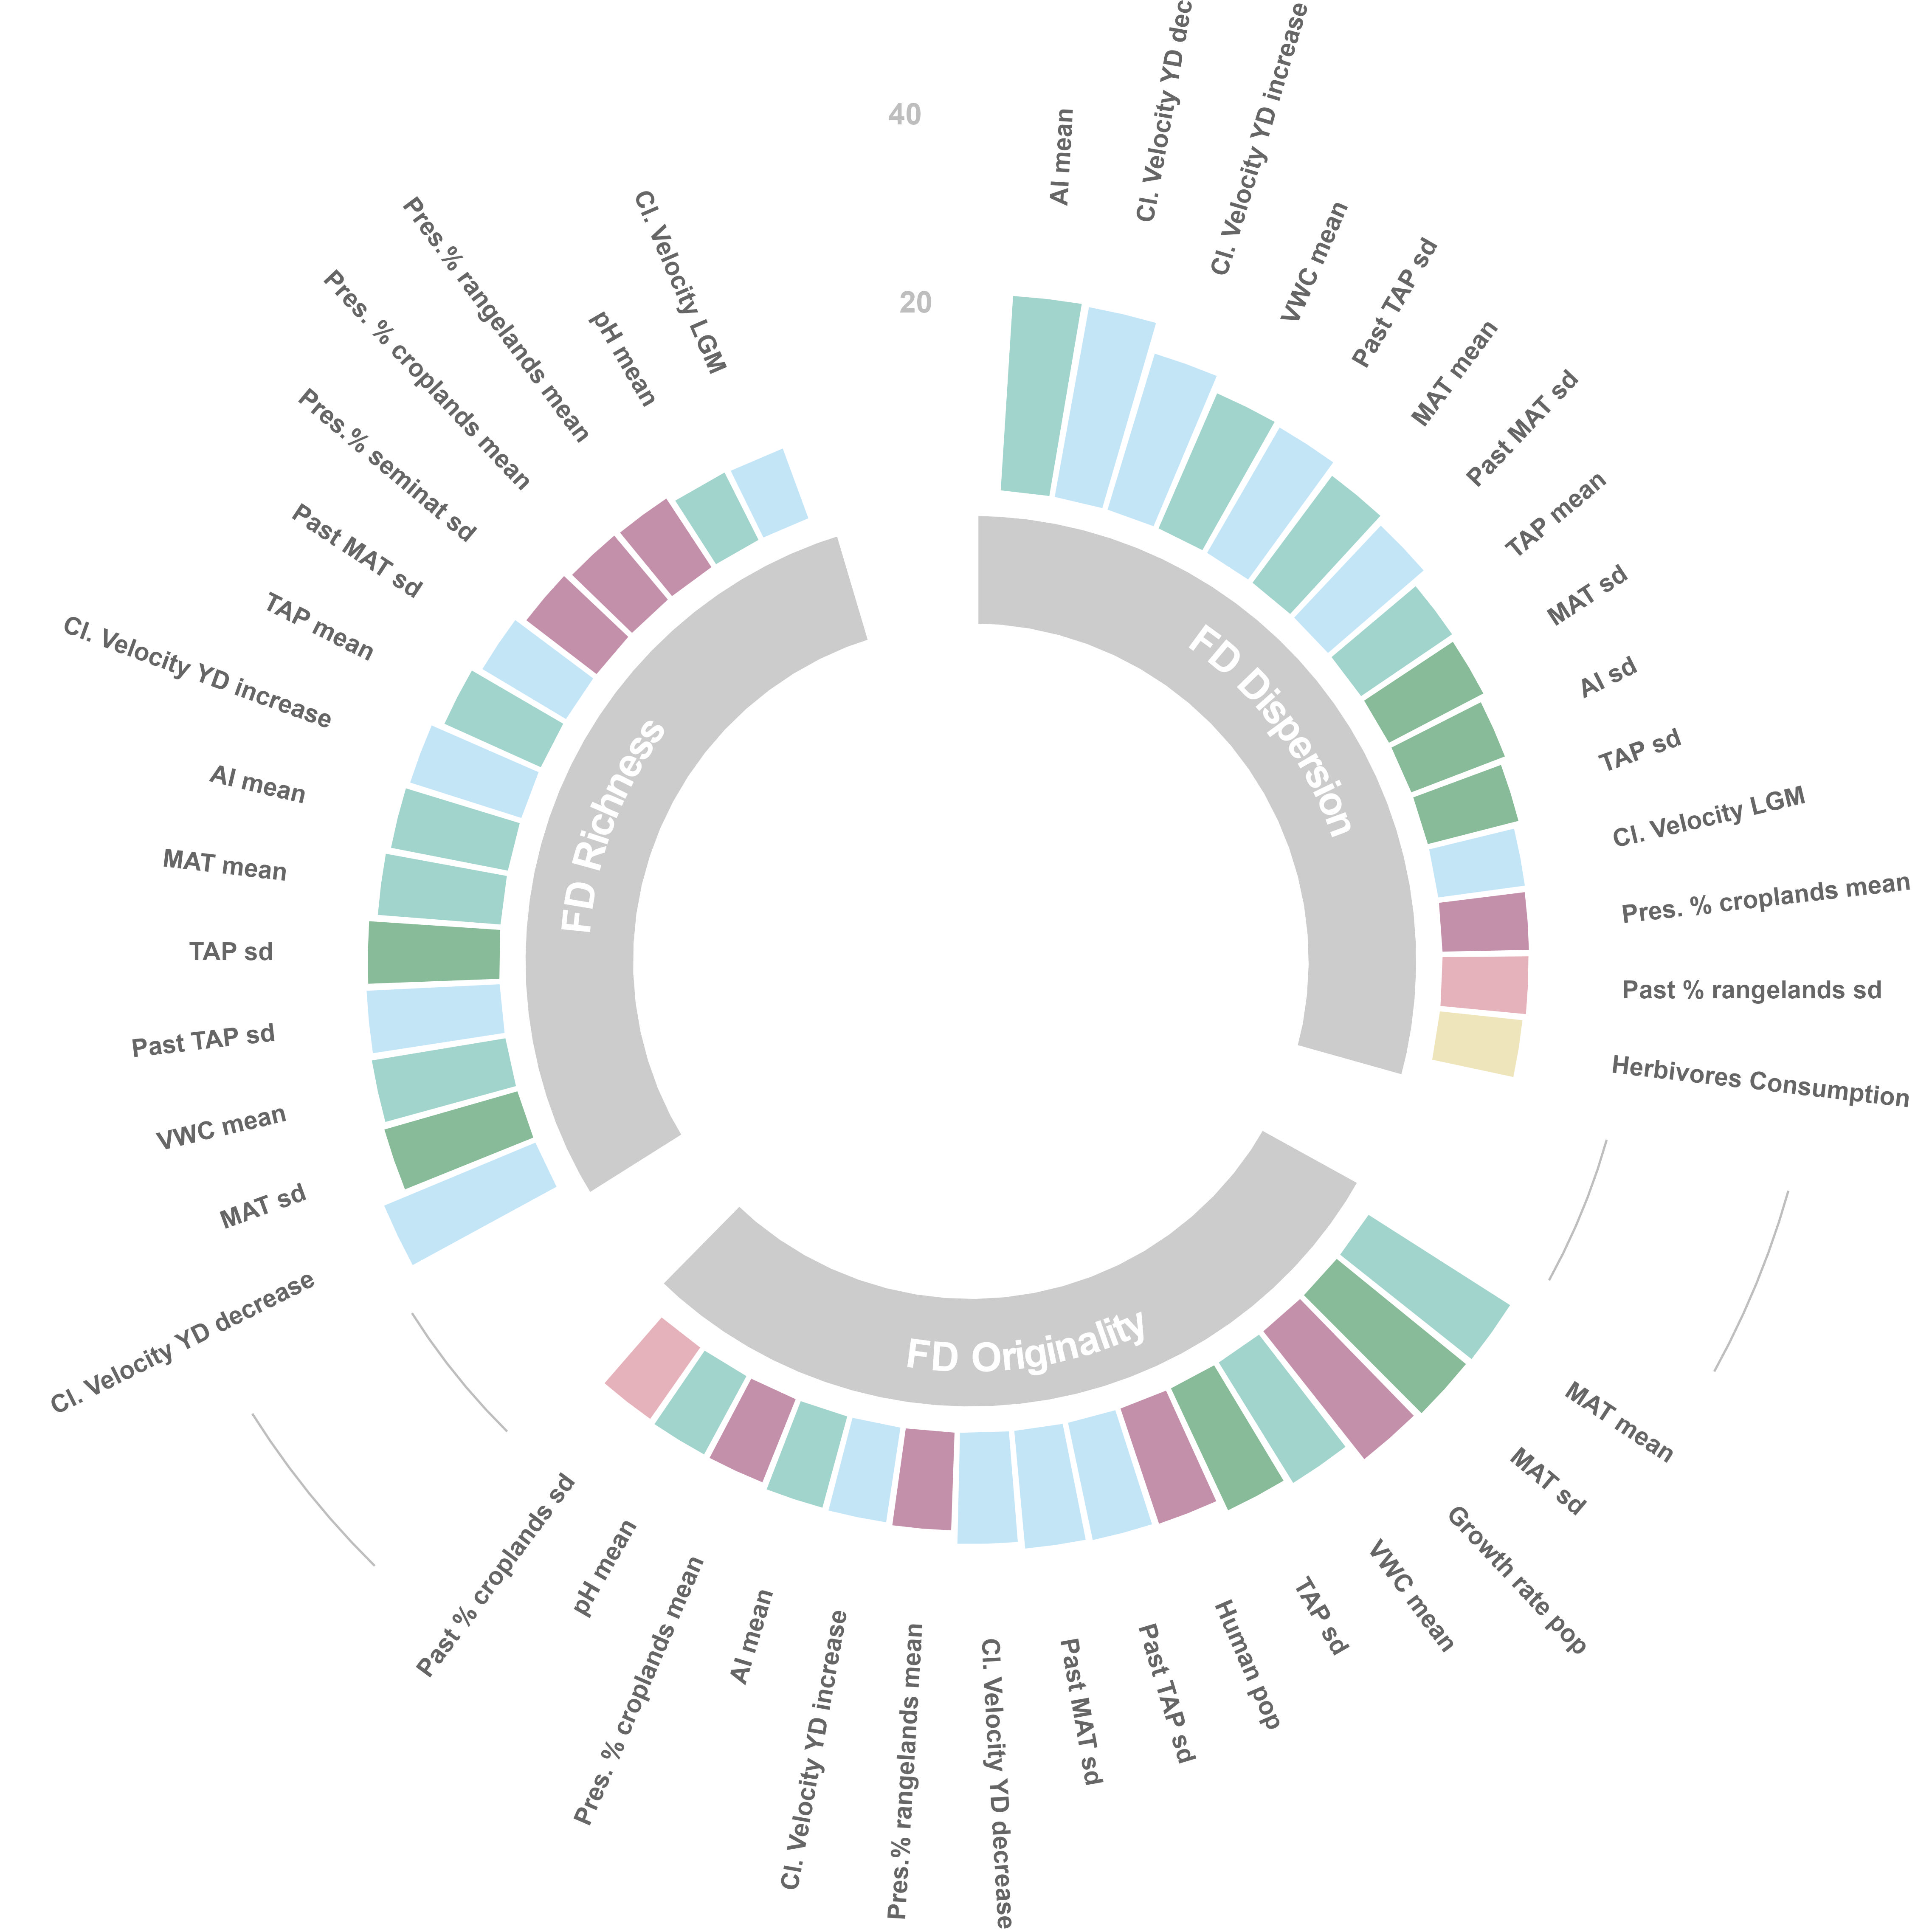 40
20
AI mean
Cl. Velocity YD dec
Cl. Velocity YD increase
VWC mean
Past TAP sd
MAT mean
Past MAT sd
TAP mean
MAT sd
AI sd
TAP sd
Cl. Velocity LGM
Pres. % croplands mean
Past % rangelands sd
Herbivores Consumption
FD Dispersion
MAT mean
MAT sd
Growth rate pop
VWC mean
TAP sd
Human pop
Past TAP sd
Past MAT sd
Cl. Velocity YD decrease
Pres.% rangelands mean
Cl. Velocity YD increase
AI mean
Pres. % croplands mean
pH mean
Past % croplands sd
FD Originality
Cl. Velocity YD decrease
MAT sd
VWC mean
Past TAP sd
TAP sd
MAT mean
AI mean
Cl. Velocity YD increase
TAP mean
Past MAT sd
Pres.% seminat sd
Pres. % croplands mean
Pres.% rangelands mean
pH mean
Cl. Velocity LGM
FD Richness